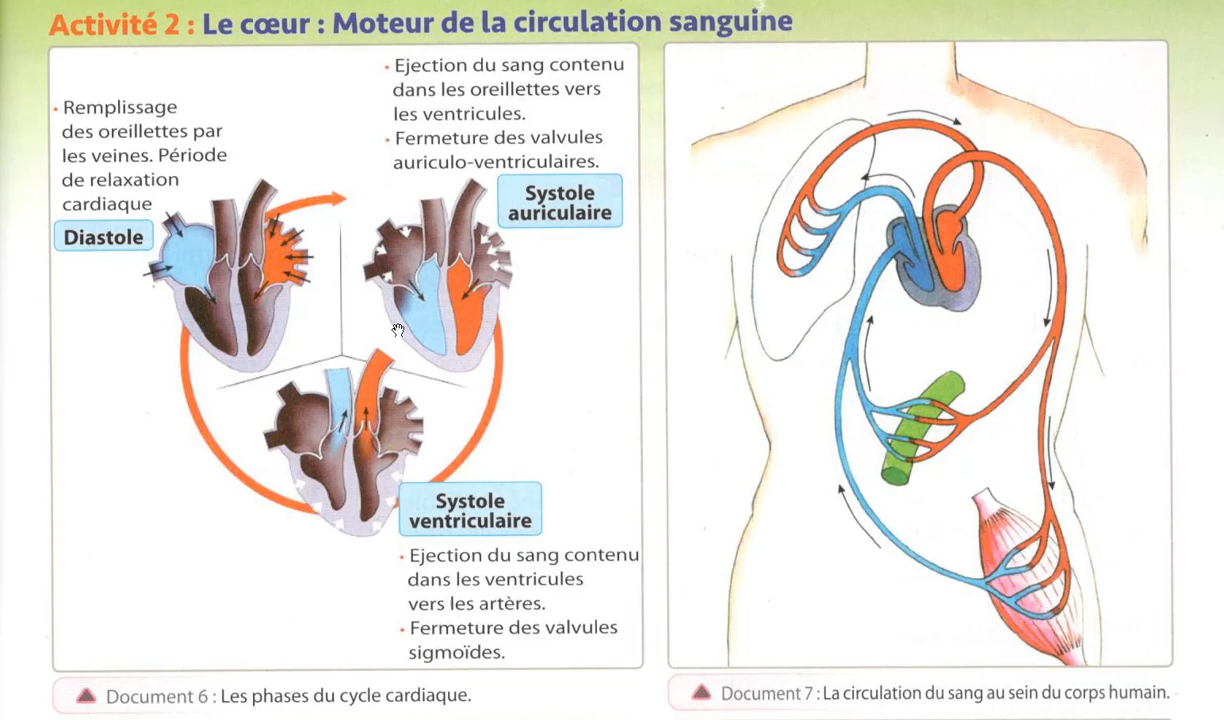 Activité 2 : Le cœur : Moteur de la circulation sanguine
• Remplissage
des oreillettes par
les veines. Période
de relaxation
cardiaque
Diastole
• Ejection du sang contenu
dans les oreillettes vers
les ventricules.
• Fermeture des valvules
auriculo-ventriculaires.
Systole
auriculaire
Systole
ventriculaire
• Ejection du sang contenu
dans les ventricules
vers les artères.
• Fermeture des valvules
sigmoïdes.
Document 6 : Les phases du cycle cardiaque.
Document 7 : La circulation du sang au sein du corps humain.